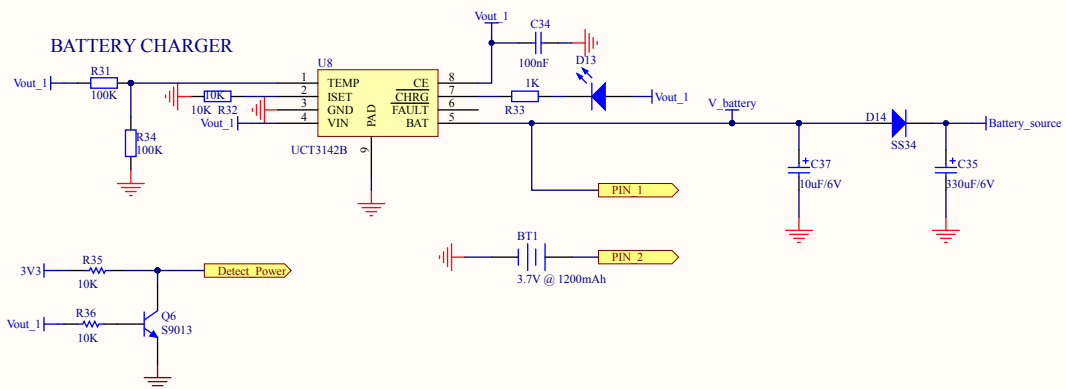 BATTERY CHARGER
Vout_1
R31
100K
R34
100K
10K
10K R32
Vout_1
U8
UCT3142B
1
2
3
4
TEMP
ISET
GND
VIN
PAD
9
CE
CHRG
FAULT
BAT
8
7
6
5
Vout_1
C34
100nF
D13
1K
R33
Vout_1
V_battery
D14
SS34
Battery_source
C37
+
10uF/6V
C35
+
330uF/6V
PIN_1
BT1
3.7V @ 1200mAh
PIN_2
3V3
R35
10K
Detect_Power
Vout_1
R36
10K
Q6
S9013